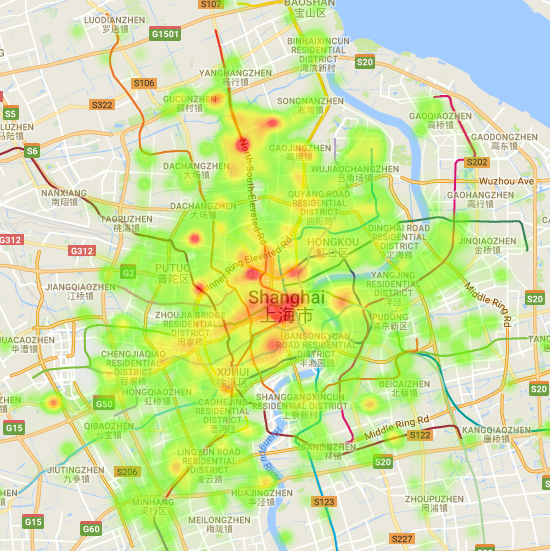 S107
BAOSHAN
宝山区
LUODIANZHEN
罗店镇
G1501
BINHAIXINCUN
RESIDENTIAL
DISTRICT
海滨新村
S20
S106
YANGHANGZHEN
杨行镇
S322
GUCUNZHEN
顾村镇
SONGNANZHEN
淞南镇
S5
GAOQIAOZHEN
高桥镇
LUZHEN
马陆镇
S6
GAOJINGZHEN
高境镇
GAODONGZHEN
高东镇
DACHANGZHEN
大场镇
WUJIAOCHANGZHEN
五角场镇
S202
NANXIANG
南翔镇
North-South Elevated Rd
Wuzhou Ave
QUYANG ROAD
RESIDENTIAL
DISTRICT
曲阳路
GAOHANGZHEN
高行镇
DACHANGZHEN
大场镇
TAOPUZHEN
桃浦镇
DINGHAI ROAD
RESIDENTIAL
DISTRICT
定海路
G312
G312
HONGKOU
虹口区
JINQIAOZHEN
金桥镇
Inner Ring Elevated Rd
G2
PUTUO
普陀区
JIANGQIAOZHEN
江桥镇
YANGJING
RESIDENTIAL
DISTRICT
洋泾
Middle Ring Rd
Shanghai
上海市
ZHOUJIA BRIDGE
RESIDENTIAL
DISTRICT
周家桥
PUDONG
浦东新区
HUACAOZHEN
华漕镇
BANSONGYUAN
ROAD RESIDENTIAL
DISTRICT
半淞园路
CHENGJIAQIAO
RESIDENTIAL
DISTRICT
程家桥
XUHUI
徐汇区
BEICAIZHEN
北蔡镇
S20
HONGQIAOZHEN
虹桥镇
G50
CAOHEJING
RESIDENTIAL
DISTRICT
漕河泾
SHANGGANGXINCUN
RESIDENTIAL
DISTRICT
上钢新村
G15
QIBAOZHEN
七宝镇
Middle Ring Rd
S122
KANGQIAOZHEN
康桥镇
S20
SANLINZHEN
三林镇
LINGYUN ROAD
RESIDENTIAL
DISTRICT
凌云路
S20
JIUTINGZHEN
九亭镇
S206
HUAJINGZHEN
华泾镇
MINHANG
闵行区
S123
ZHOUPUZHEN
周浦镇
G15
G60
MEILONGZHEN
梅陇镇
S227